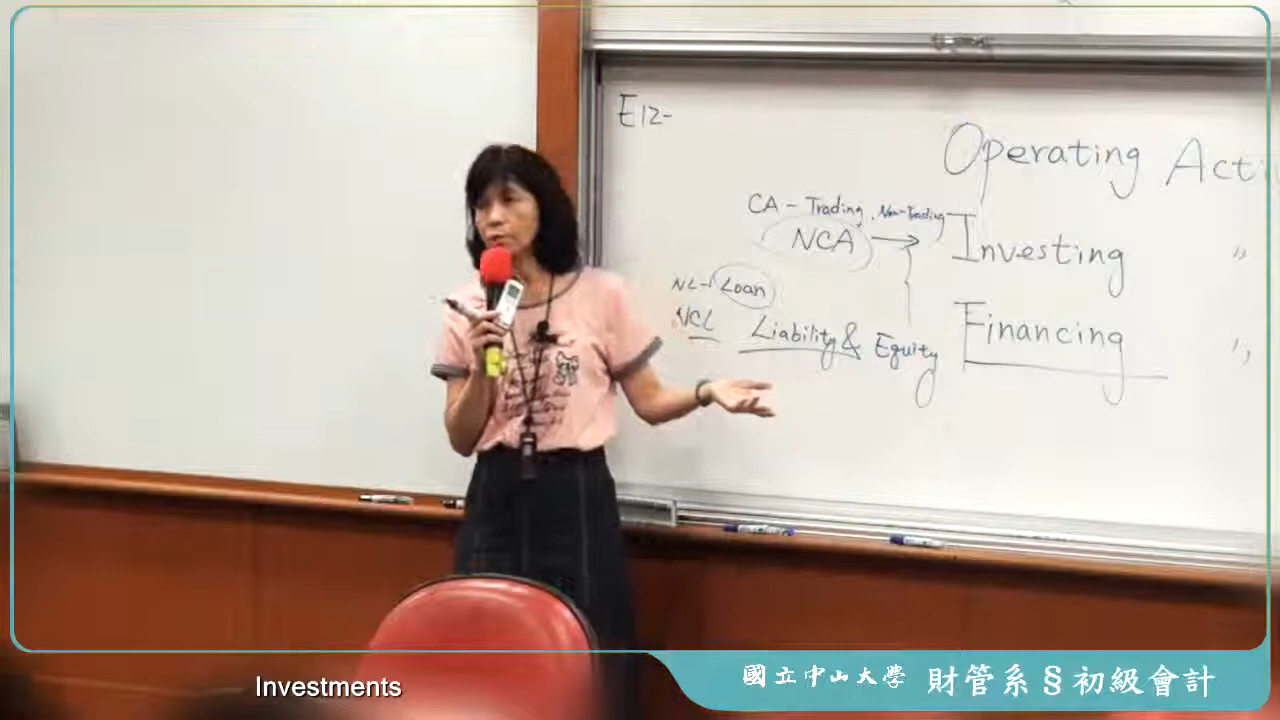 E12-
Operating Acti
CA - Trading, Non-Trading
NCA → Investing "
NL- Loan
NCL Liability & Equity Financing "
Investments
國立中山大學 財管系§初級會計